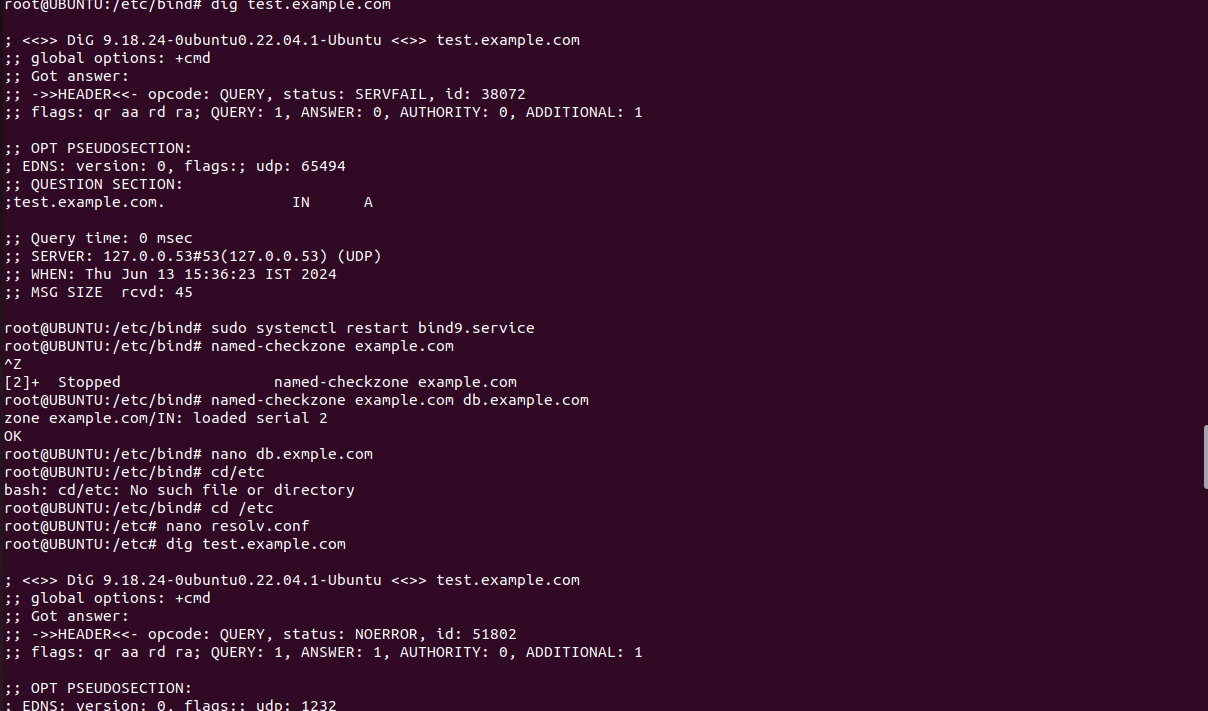 root@UBUNTU:/etc/bind# dig test.example.com
; <<>> DiG 9.18.24-0ubuntu0.22.04.1-Ubuntu <<>> test.example.com
;; global options: +cmd
;; Got answer:
;; ->>HEADER<<- opcode: QUERY, status: SERVFAIL, id: 38072
;; flags: qr aa rd ra; QUERY: 1, ANSWER: 0, AUTHORITY: 0, ADDITIONAL: 1
;; OPT PSEUDOSECTION:
; EDNS: version: 0, flags:; udp: 65494
;; QUESTION SECTION:
;test.example.com. IN A
;; Query time: 0 msec
;; SERVER: 127.0.0.53#53(127.0.0.53) (UDP)
;; WHEN: Thu Jun 13 15:36:23 IST 2024
;; MSG SIZE  rcvd: 45
root@UBUNTU:/etc/bind# sudo systemctl restart bind9.service
root@UBUNTU:/etc/bind# named-checkzone example.com
^Z
[2]+  Stopped                 named-checkzone example.com
root@UBUNTU:/etc/bind# named-checkzone example.com db.example.com
zone example.com/IN: loaded serial 2
OK
root@UBUNTU:/etc/bind# nano db.exmple.com
root@UBUNTU:/etc/bind# cd/etc
bash: cd/etc: No such file or directory
root@UBUNTU:/etc/bind# cd /etc
root@UBUNTU:/etc# nano resolv.conf
root@UBUNTU:/etc# dig test.example.com
; <<>> DiG 9.18.24-0ubuntu0.22.04.1-Ubuntu <<>> test.example.com
;; global options: +cmd
;; Got answer:
;; ->>HEADER<<- opcode: QUERY, status: NOERROR, id: 51802
;; flags: qr aa rd ra; QUERY: 1, ANSWER: 1, AUTHORITY: 0, ADDITIONAL: 1
;; OPT PSEUDOSECTION:
; EDNS: version: 0, flags:; udp: 1232